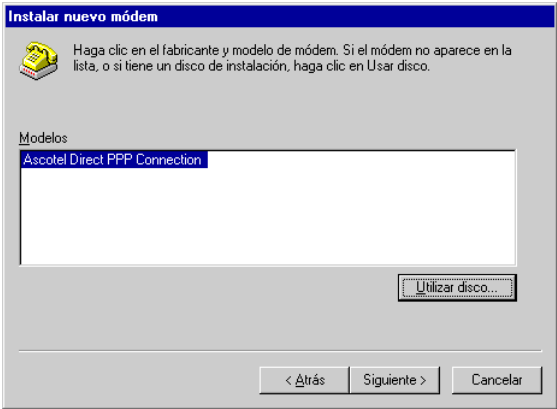 Instalar nuevo módem
Haga clic en el fabricante y modelo de módem. Si el módem no aparece en la
lista, o si tiene un disco de instalación, haga clic en Usar disco.
Modelos
Ascotel Direct PPP Connection
Utilizar disco...
< Atrás
Siguiente >
Cancelar